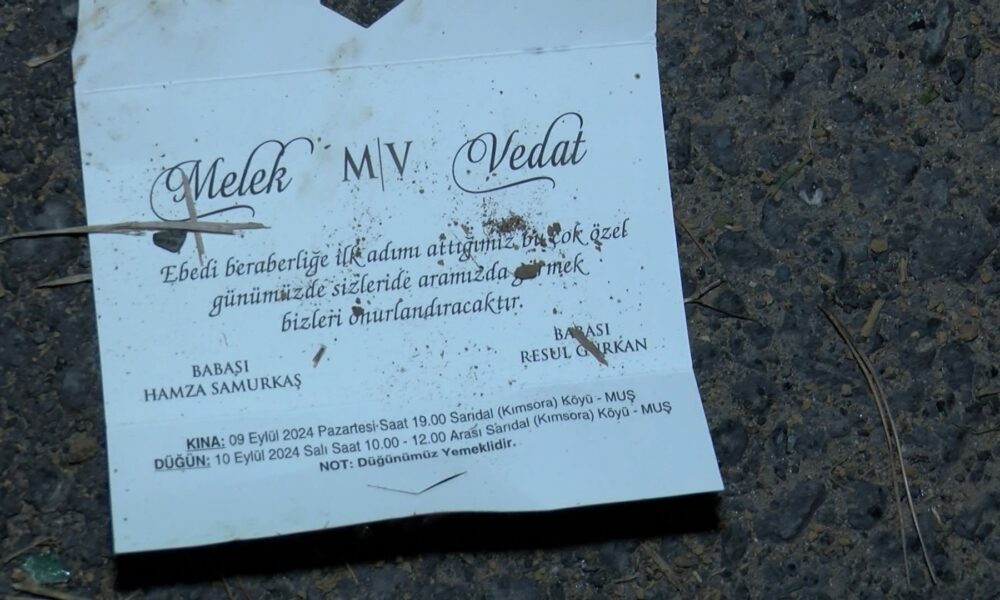 Melek M|V Vedat
Ebedi beraberliğe ilk adımı attığımız bu çok özel
günümüzde sizleride aramızda görmek
bizleri onurlandıracaktır.
BABASI
HAMZA SAMURKAŞ
BABASI
RESUL GÜRKAN
KINA: 09 Eylül 2024 Pazartesi-Saat 19.00 Sarıdal (Kımsora) Köyü - MUŞ
DÜĞÜN: 10 Eylül 2024 Salı Saat 10.00 - 12.00 Arası Sarıdal (Kımsora) Köyü - MUŞ
NOT: Düğünümüz Yemeklidir.